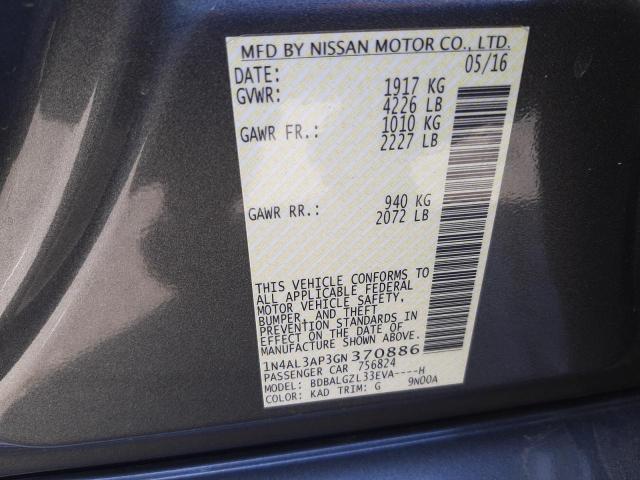 MFD BY NISSAN MOTOR CO., LTD.
DATE: 05/16
GVWR: 1917 KG
4226 LB
GAWR FR.: 1010 KG
2227 LB
GAWR RR.: 940 KG
2072 LB
THIS VEHICLE CONFORMS TO
ALL APPLICABLE FEDERAL
MOTOR VEHICLE SAFETY,
BUMPER, AND THEFT
PREVENTION STANDARDS IN
EFFECT ON THE DATE OF
MANUFACTURE SHOWN ABOVE.
1N4AL3AP3GN370886
PASSENGER CAR 756824
MODEL: BDBALGZL33EVA----H
COLOR: KAD TRIM: G 9N00A